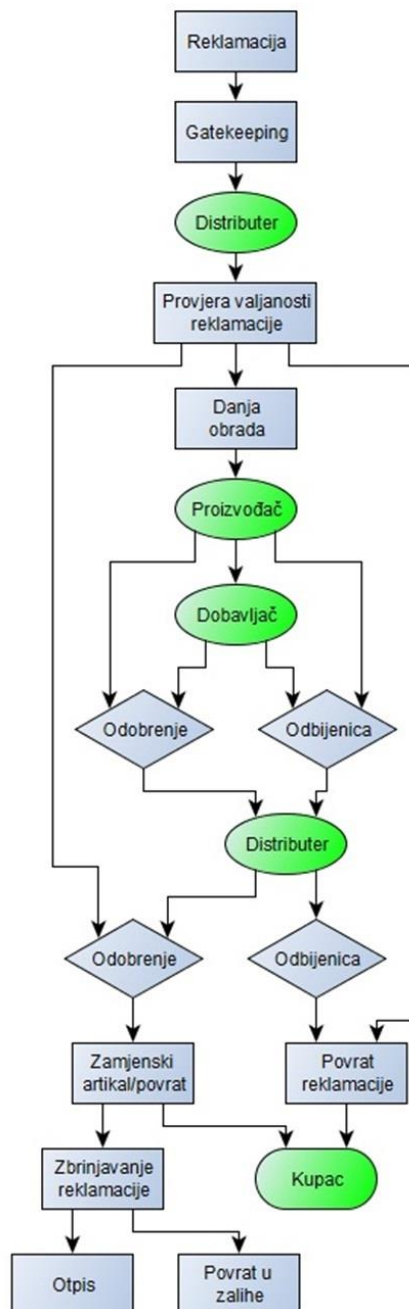 Reklamacija
Gatekeeping
Distributer
Provjera valjanosti
reklamacije
Danja
obrada
Proizvođač
Dobavljač
Odobrenje
Odbijenica
Distributer
Odobrenje
Odbijenica
Zamjenski
artikal/povrat
Povrat
reklamacije
Zbrinjavanje
reklamacije
Kupac
Otpis
Povrat u
zalihe